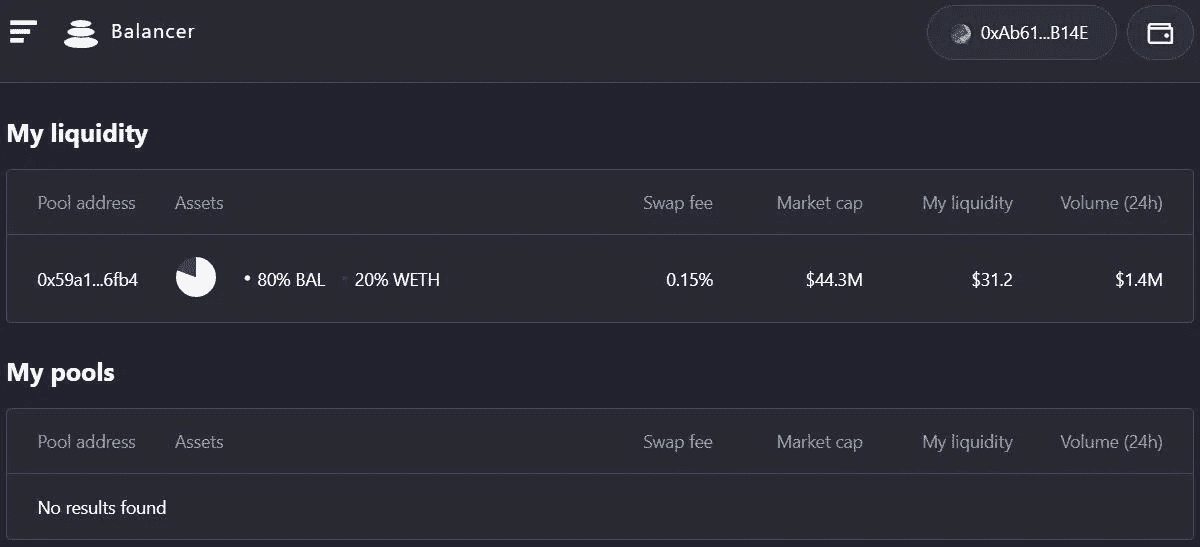 Balancer 0xAb61...B14E
My liquidity
Pool address Assets Swap fee Market cap My liquidity Volume (24h)
0x59a1...6fb4 • 80% BAL • 20% WETH 0.15% $44.3M $31.2 $1.4M
My pools
Pool address Assets Swap fee Market cap My liquidity Volume (24h)
No results found